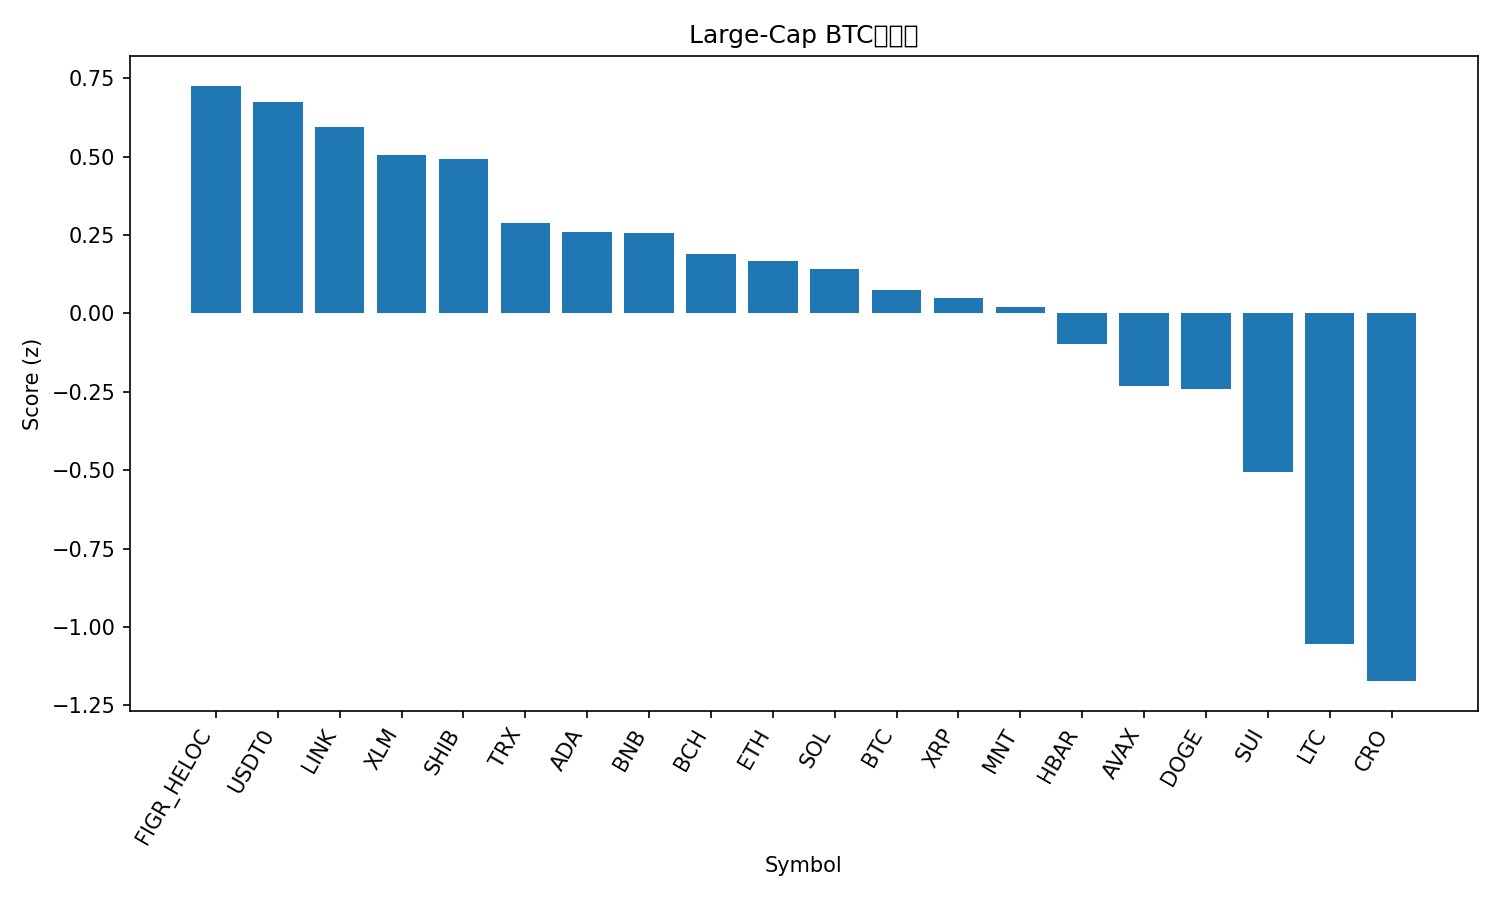 Large-Cap BTC
0.75
0.50
0.25
0.00
−0.25
−0.50
−0.75
−1.00
−1.25
Score (z)
FIGR_HELOC
USDT0
LINK
XLM
SHIB
TRX
ADA
BNB
BCH
ETH
SOL
BTC
XRP
MNT
HBAR
AVAX
DOGE
SUI
LTC
CRO
Symbol